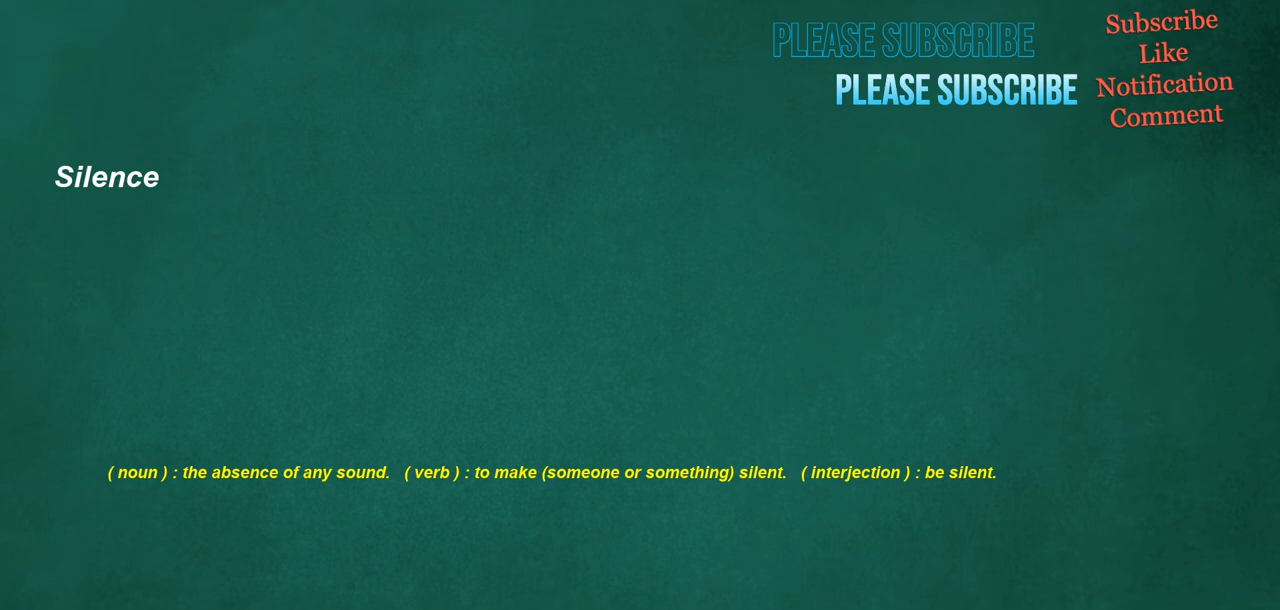 PLEASE SUBSCRIBE
PLEASE SUBSCRIBE
Subscribe
Like
Notification
Comment
Silence
( noun ) : the absence of any sound.   ( verb ) : to make (someone or something) silent.   ( interjection ) : be silent.